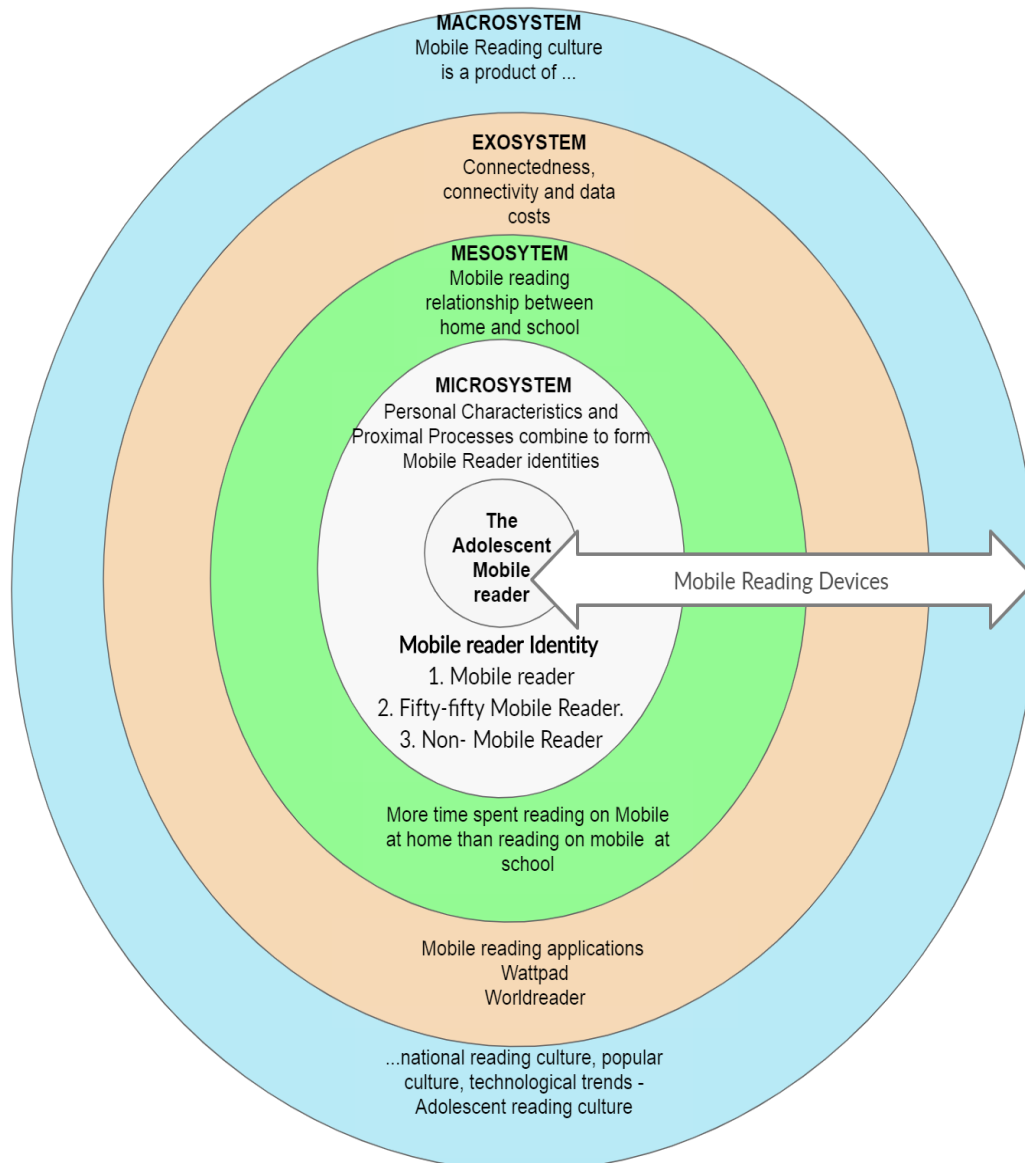 MACROSYSTEM
Mobile Reading culture
is a product of ...
EXOSYSTEM
Connectedness,
connectivity and data
costs
MESOSYTEM
Mobile reading
relationship between
home and school
MICROSYSTEM
Personal Characteristics and
Proximal Processes combine to form
Mobile Reader identities
The
Adolescent
Mobile
reader
Mobile Reading Devices
Mobile reader Identity
1. Mobile reader
2. Fifty-fifty Mobile Reader.
3. Non- Mobile Reader
More time spent reading on Mobile
at home than reading on mobile at
school
Mobile reading applications
Wattpad
Worldreader
...national reading culture, popular
culture, technological trends -
Adolescent reading culture